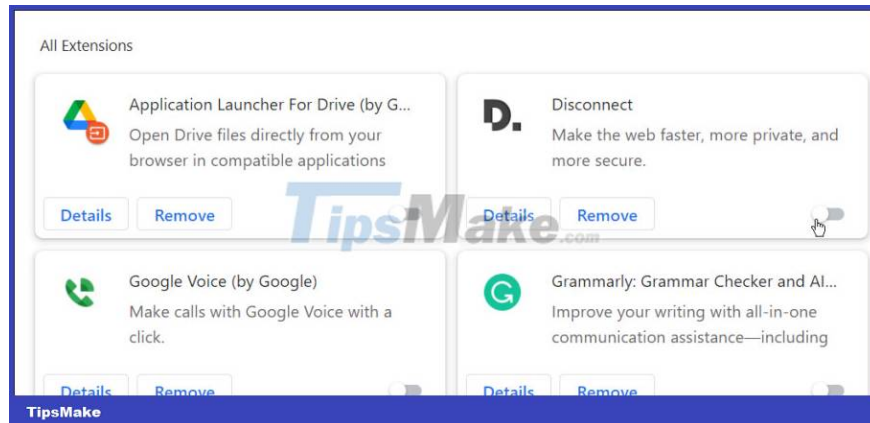 All Extensions
Application Launcher For Drive (by G...
Open Drive files directly from your
browser in compatible applications
Details
Remove
D.
Disconnect
Make the web faster, more private, and
more secure.
Details
Remove
TipsMake.com
Google Voice (by Google)
Make calls with Google Voice with a
click.
Details
Remove
G
Grammarly: Grammar Checker and AI...
Improve your writing with all-in-one
communication assistance—including
Details
Remove
TipsMake